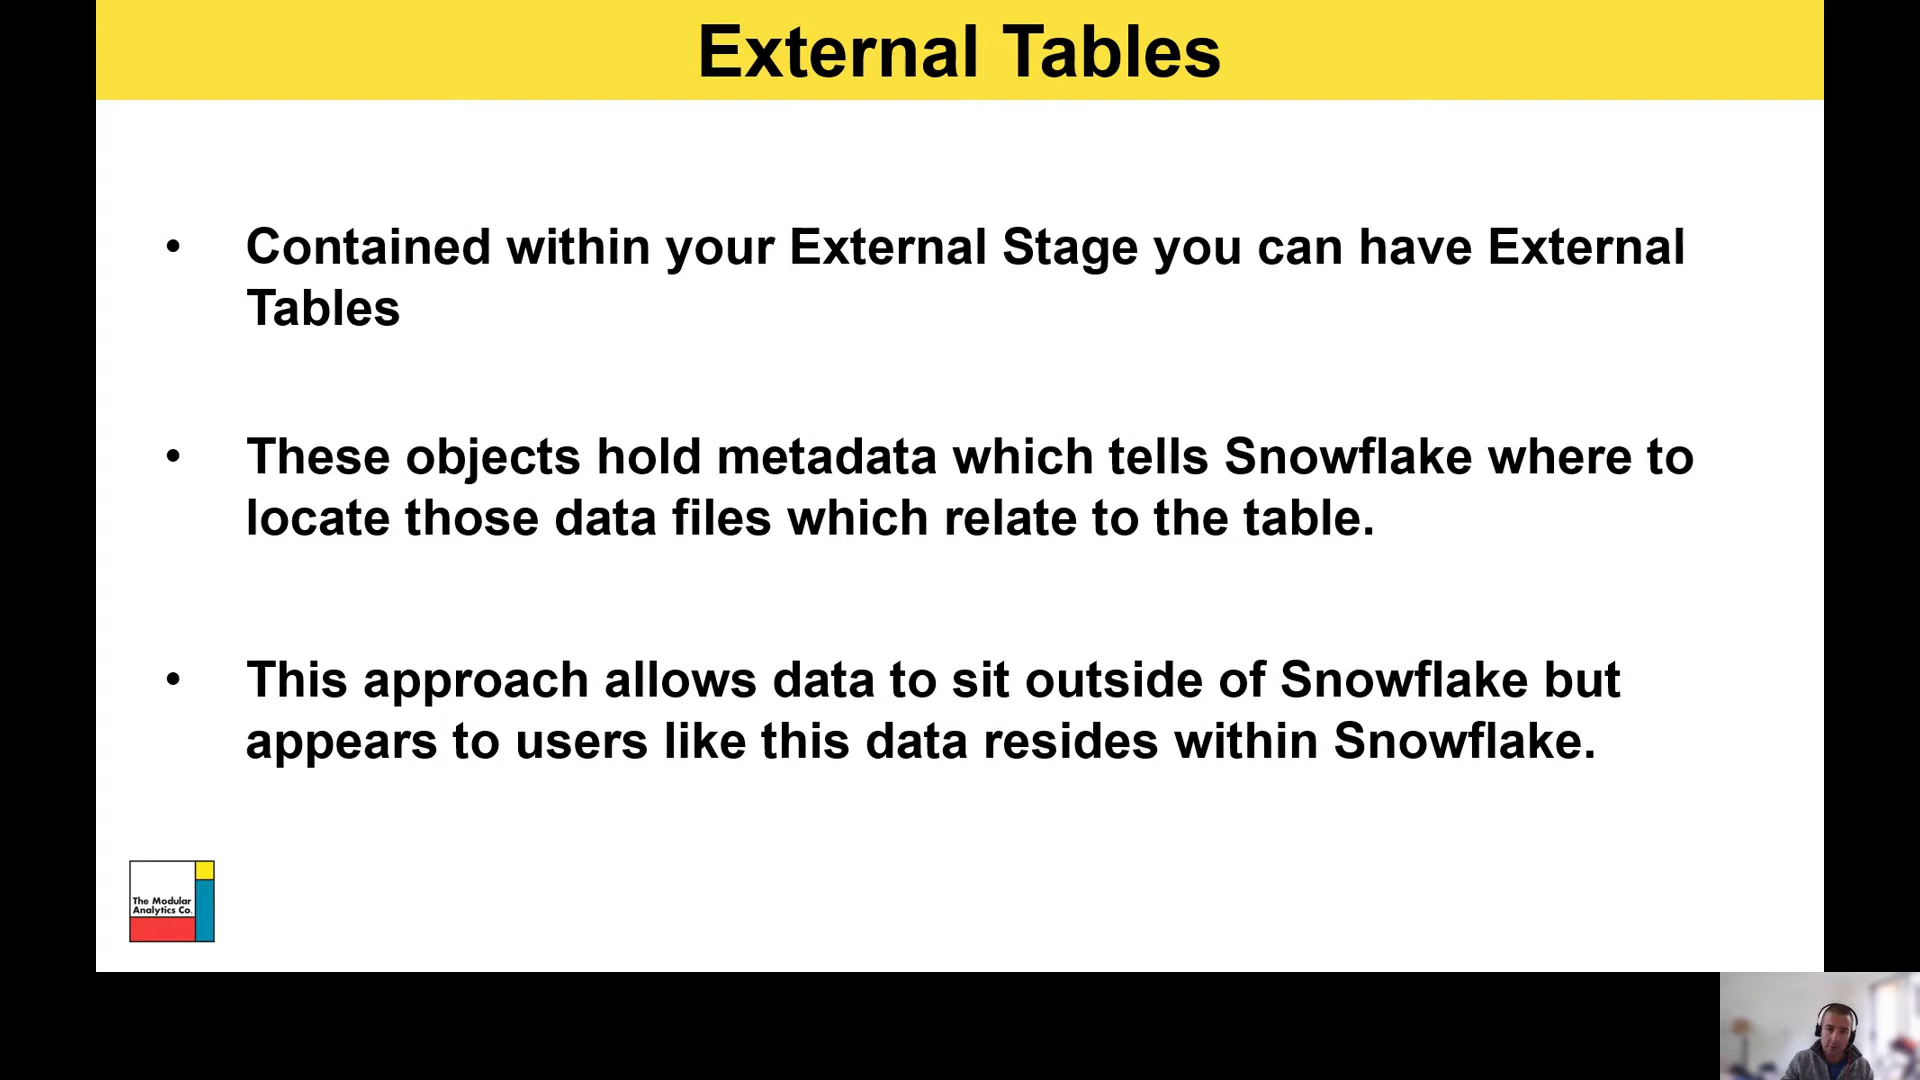 External Tables
• Contained within your External Stage you can have External
Tables
• These objects hold metadata which tells Snowflake where to
locate those data files which relate to the table.
• This approach allows data to sit outside of Snowflake but
appears to users like this data resides within Snowflake.
The Modular
Analytics Co.